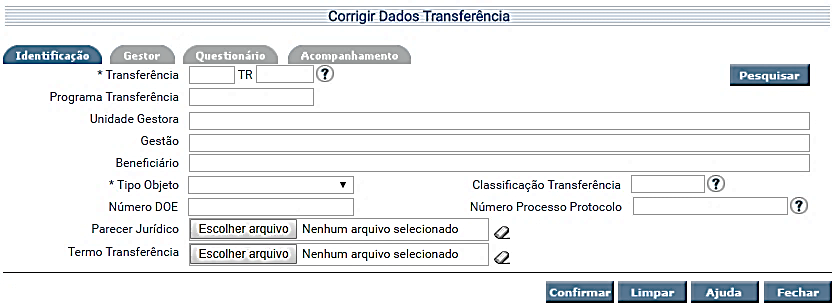 Corrigir Dados Transferência
Identificação Gestor Questionário Acompanhamento
* Transferência TR ? Pesquisar
Programa Transferência
Unidade Gestora
Gestão
Beneficiário
* Tipo Objeto Classificação Transferência ?
Número DOE Número Processo Protocolo ?
Parecer Jurídico Escolher arquivo Nenhum arquivo selecionado
Termo Transferência Escolher arquivo Nenhum arquivo selecionado
Confirmar Limpar Ajuda Fechar